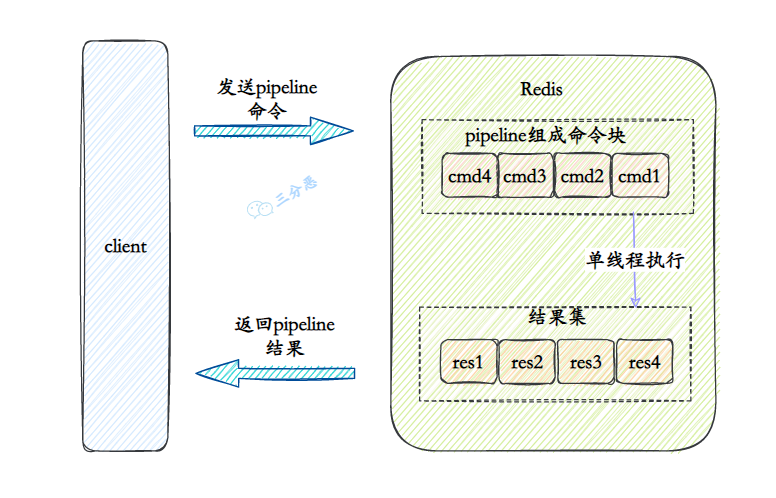 发送pipeline
命令
Redis
pipeline组成命令块
cmd4 cmd3 cmd2 cmd1
三分恶
client
单线程执行
返回pipeline
结果
结果集
res1 res2 res3 res4